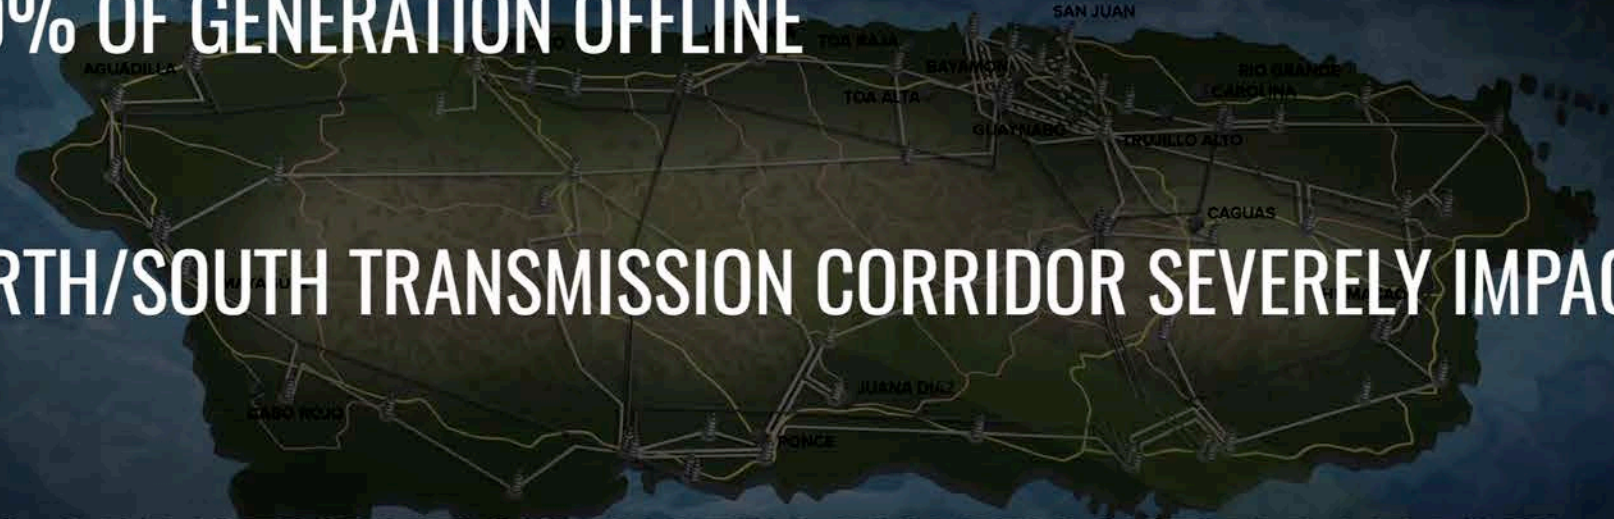 0% OF GENERATION OFFLINE
SAN JUAN
TOA BAJA
AGUADILLA
BAYAMON
RIO GRANDE
CAROLINA
TOA ALTA
GUAYNABO
TRUJILLO ALTO
CAGUAS
RTH/SOUTH TRANSMISSION CORRIDOR SEVERELY IMPAC
JUANA DIAZ
CABO ROJO
PONCE